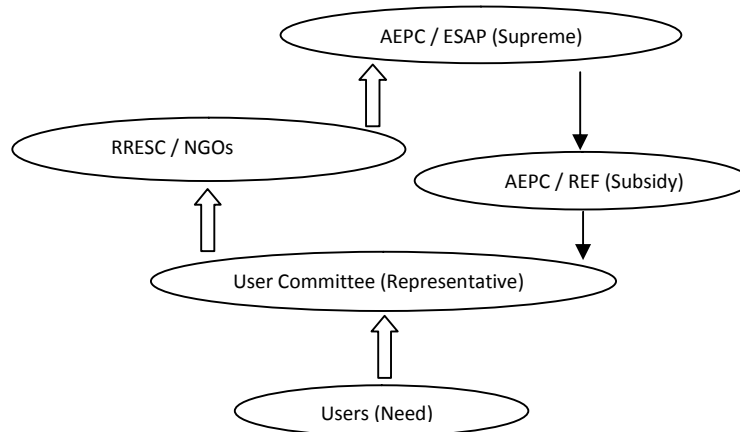 AEPC / ESAP (Supreme)
RRESC / NGOs
AEPC / REF (Subsidy)
User Committee (Representative)
Users (Need)